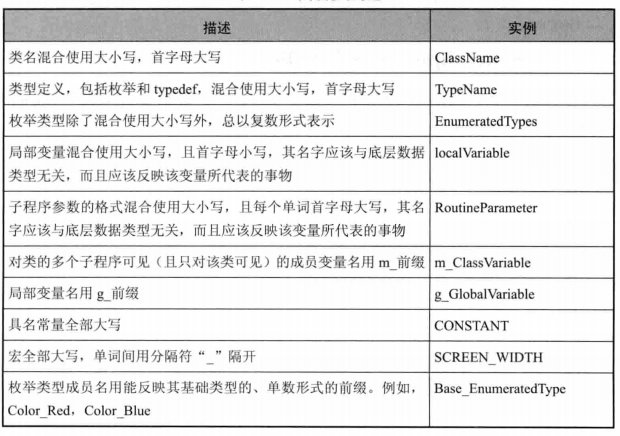 描述 实例
类名混合使用大小写，首字母大写 ClassName
类型定义，包括枚举和 typedef，混合使用大小写，首字母大写 TypeName
枚举类型除了混合使用大小写外，总以复数形式表示 EnumeratedTypes
局部变量混合使用大小写，且首字母小写，其名字应该与底层数据 localVariable
类型无关，而且应该反映该变量所代表的事物
子程序参数的格式混合使用大小写，且每个单词首字母大写，其名 RoutineParameter
字应该与底层数据类型无关，而且应该反映该变量所代表的事物
对类的多个子程序可见（且只对该类可见）的成员变量名用 m_前缀 m_ClassVariable
局部变量名用 g_前缀 g_GlobalVariable
具名常量全部大写 CONSTANT
宏全部大写，单词间用分隔符“_”隔开 SCREEN_WIDTH
枚举类型成员名用能反映其基础类型的、单数形式的前缀。例如， Base_EnumeratedType
Color_Red，Color_Blue